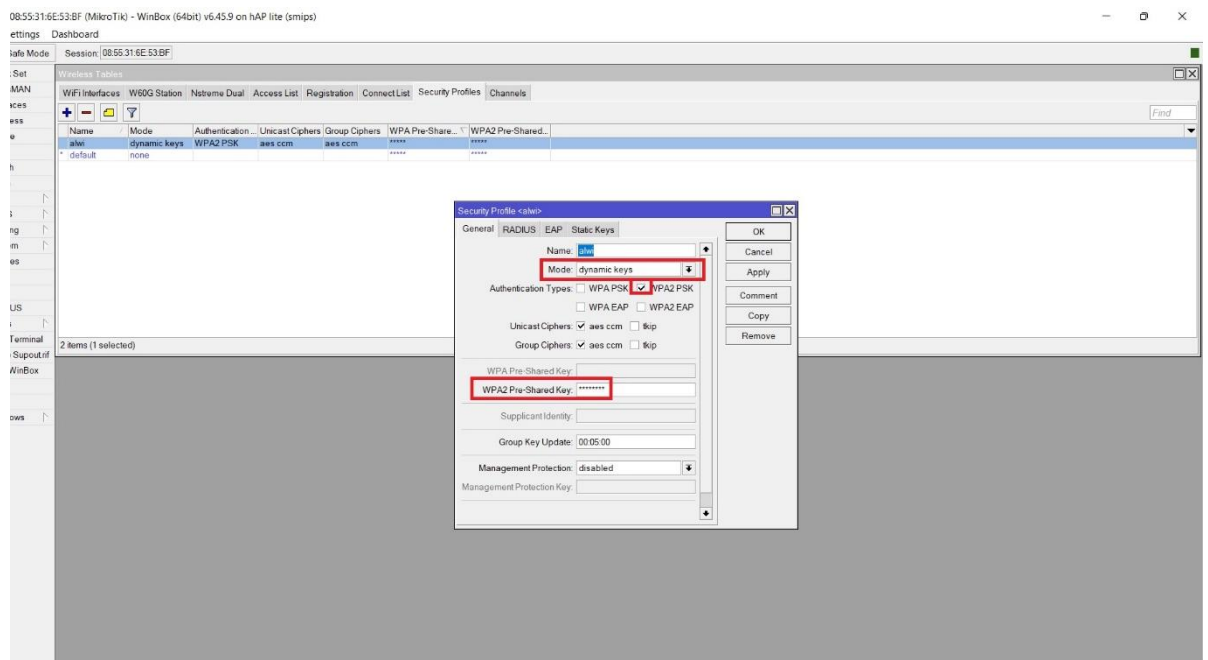 08:55:31:6E:53:BF (MikroTik) - WinBox (64bit) v6.45.9 on hAP lite (smips)
ettings Dashboard
Safe Mode Session: 08:55:31:6E:53:BF
Set
MAN
aces
ess
e
h
S
ng
em
es
US
s
Terminal
Supout.rif
WinBox
ows
Wireless Tables
WiFi Interfaces W60G Station Nstreme Dual Access List Registration Connect List Security Profiles Channels
Find
Name Mode Authentication ... Unicast Ciphers Group Ciphers WPA Pre-Share... WPA2 Pre-Shared...
alwi dynamic keys WPA2 PSK aes ccm aes ccm ***** *****
* default none ***** *****
2 items (1 selected)
Security Profile <alwi>
General RADIUS EAP Static Keys
Name: alwi
Mode: dynamic keys
Authentication Types: WPA PSK WPA2 PSK
WPA EAP WPA2 EAP
Unicast Ciphers: aes ccm tkip
Group Ciphers: aes ccm tkip
WPA Pre-Shared Key:
WPA2 Pre-Shared Key: ********
Supplicant Identity:
Group Key Update: 00:05:00
Management Protection: disabled
Management Protection Key:
OK
Cancel
Apply
Comment
Copy
Remove